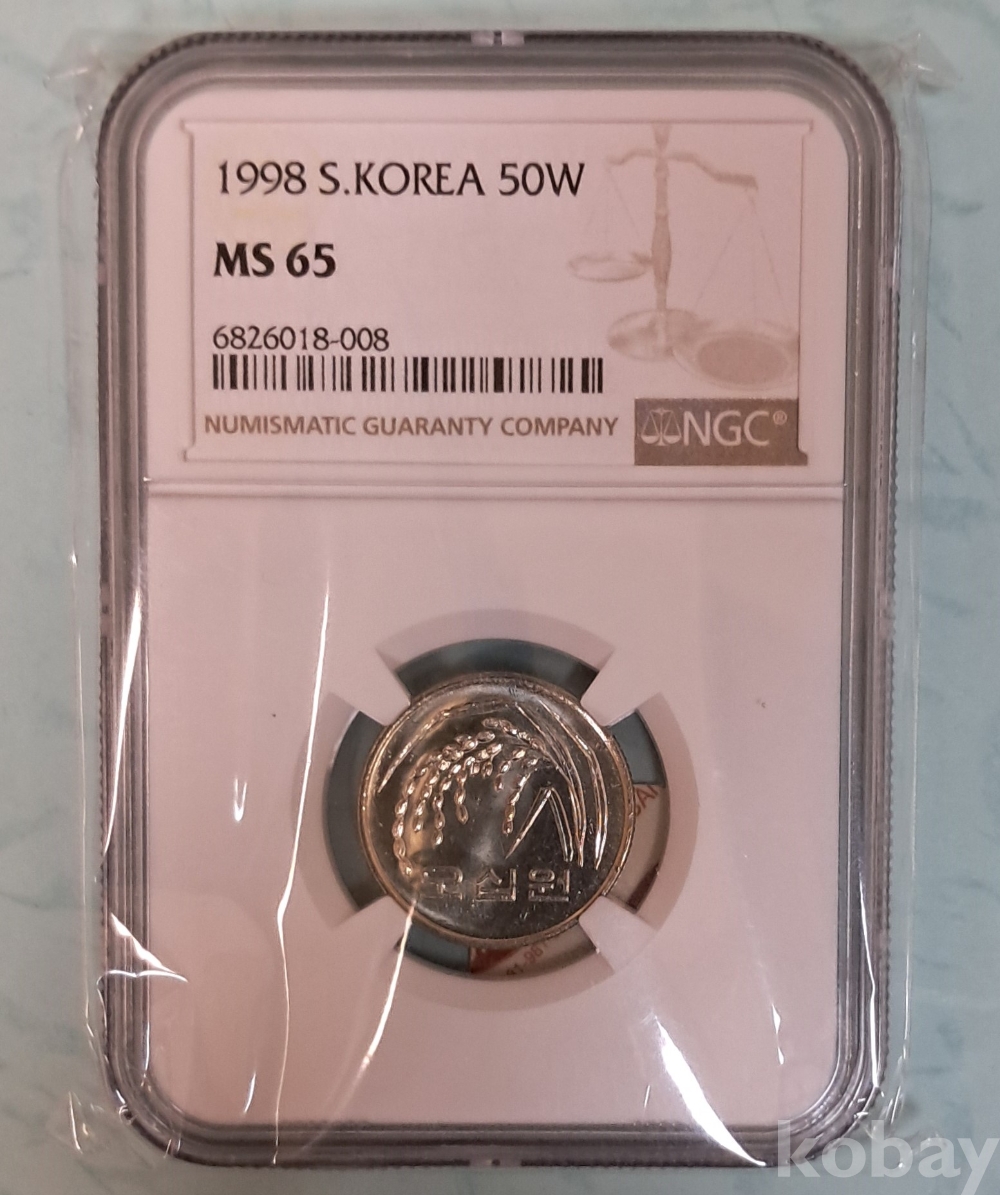 1998 S.KOREA 50W
MS 65
6826018-008
NUMISMATIC GUARANTY COMPANY
NGC®
오십원
kobay